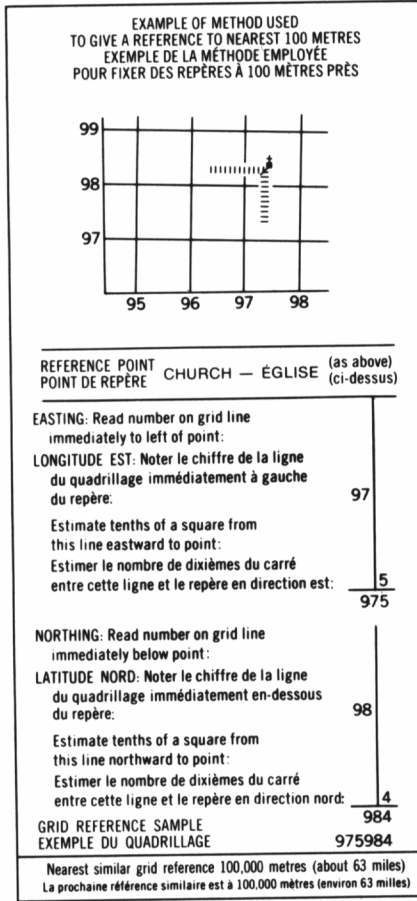 EXAMPLE OF METHOD USED
TO GIVE A REFERENCE TO NEAREST 100 METRES
EXEMPLE DE LA MÉTHODE EMPLOYÉE
POUR FIXER DES REPÈRES À 100 MÈTRES PRÈS
99
98
97
95 96 97 98
REFERENCE POINT CHURCH — ÉGLISE (as above)
POINT DE REPÈRE (ci-dessus)
EASTING: Read number on grid line
immediately to left of point:
LONGITUDE EST: Noter le chiffre de la ligne
du quadrillage immédiatement à gauche
du repère: 97
Estimate tenths of a square from
this line eastward to point:
Estimer le nombre de dixièmes du carré
entre cette ligne et le repère en direction est: 5
975
NORTHING: Read number on grid line
immediately below point:
LATITUDE NORD: Noter le chiffre de la ligne
du quadrillage immédiatement en-dessous
du repère: 98
Estimate tenths of a square from
this line northward to point:
Estimer le nombre de dixièmes du carré
entre cette ligne et le repère en direction nord: 4
GRID REFERENCE SAMPLE 984
EXEMPLE DU QUADRILLAGE 975984
Nearest similar grid reference 100,000 metres (about 63 miles)
La prochaine référence similaire est à 100,000 mètres (environ 63 milles)